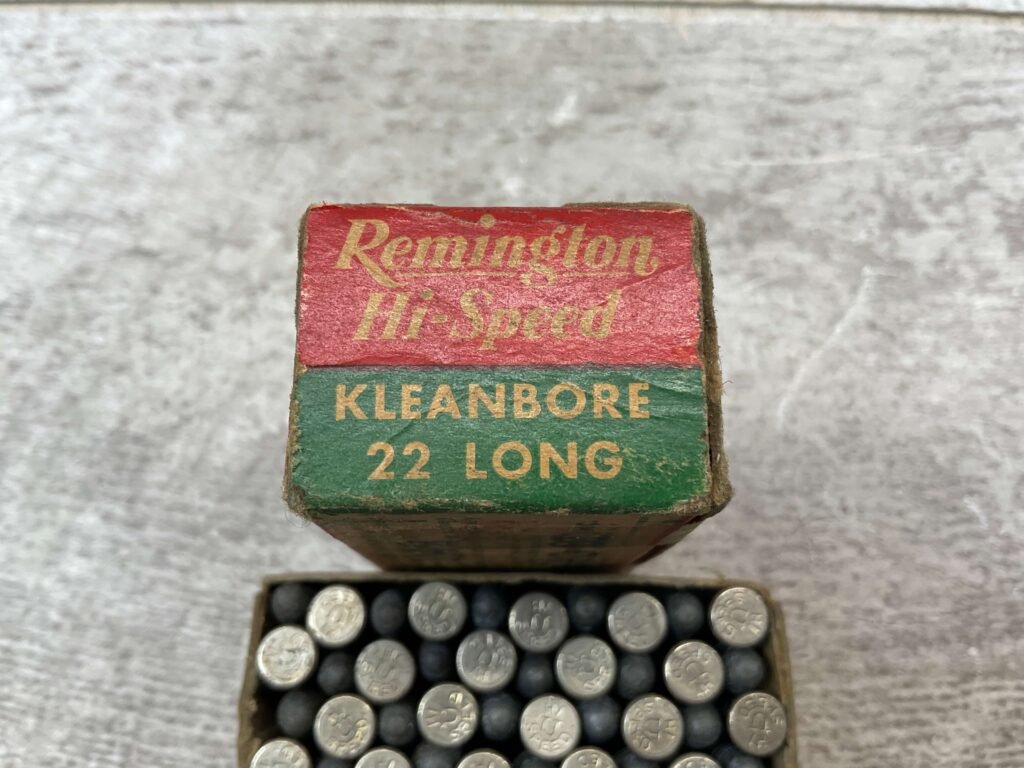 Remington
Hi-Speed
KLEANBORE
22 LONG